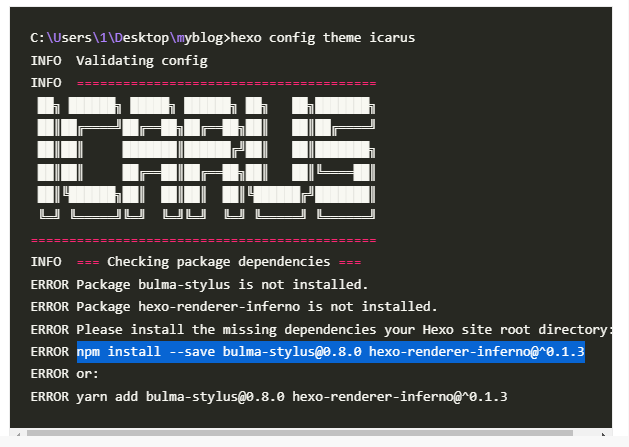 C:\Users\1\Desktop\myblog>hexo config theme icarus
INFO  Validating config
INFO  =======================================
ICARUS
=============================================
INFO  === Checking package dependencies ===
ERROR Package bulma-stylus is not installed.
ERROR Package hexo-renderer-inferno is not installed.
ERROR Please install the missing dependencies your Hexo site root directory:
ERROR npm install --save bulma-stylus@0.8.0 hexo-renderer-inferno@^0.1.3
ERROR or:
ERROR yarn add bulma-stylus@0.8.0 hexo-renderer-inferno@^0.1.3